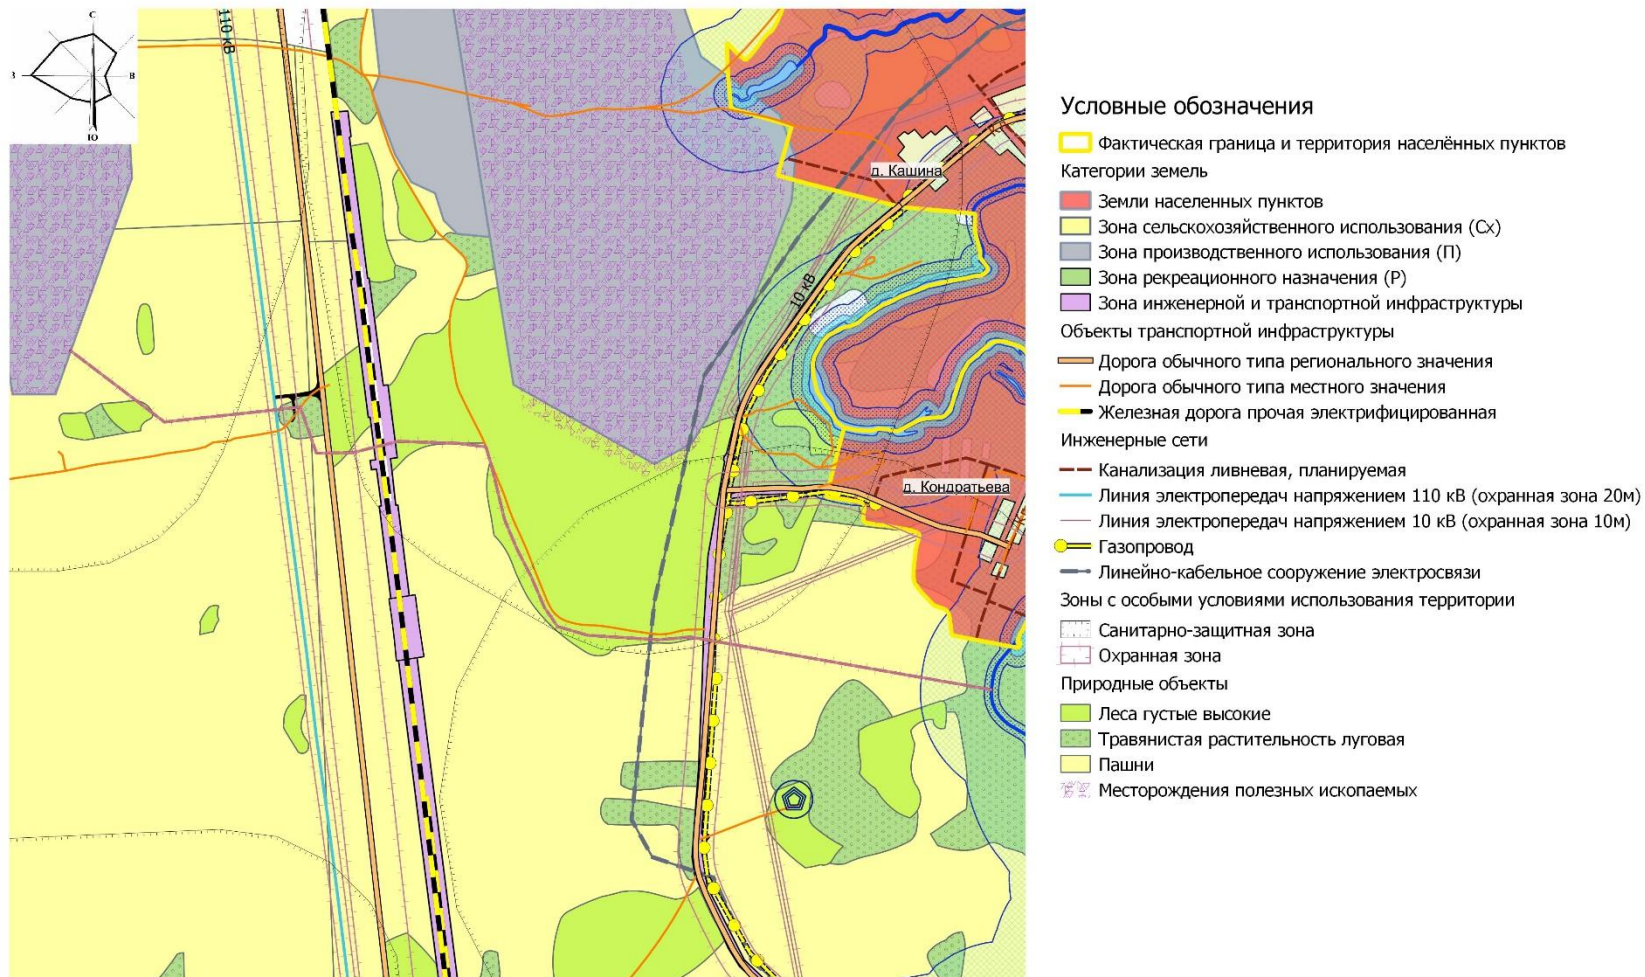 С
З
В
Ю
110 кВ
д. Кашина
10 кВ
д. Кондратьева
Условные обозначения
Фактическая граница и территория населённых пунктов
Категории земель
Земли населенных пунктов
Зона сельскохозяйственного использования (Сх)
Зона производственного использования (П)
Зона рекреационного назначения (Р)
Зона инженерной и транспортной инфраструктуры
Объекты транспортной инфраструктуры
Дорога обычного типа регионального значения
Дорога обычного типа местного значения
Железная дорога прочая электрифицированная
Инженерные сети
Канализация ливневая, планируемая
Линия электропередач напряжением 110 кВ (охранная зона 20м)
Линия электропередач напряжением 10 кВ (охранная зона 10м)
Газопровод
Линейно-кабельное сооружение электросвязи
Зоны с особыми условиями использования территории
Санитарно-защитная зона
Охранная зона
Природные объекты
Леса густые высокие
Травянистая растительность луговая
Пашни
Месторождения полезных ископаемых